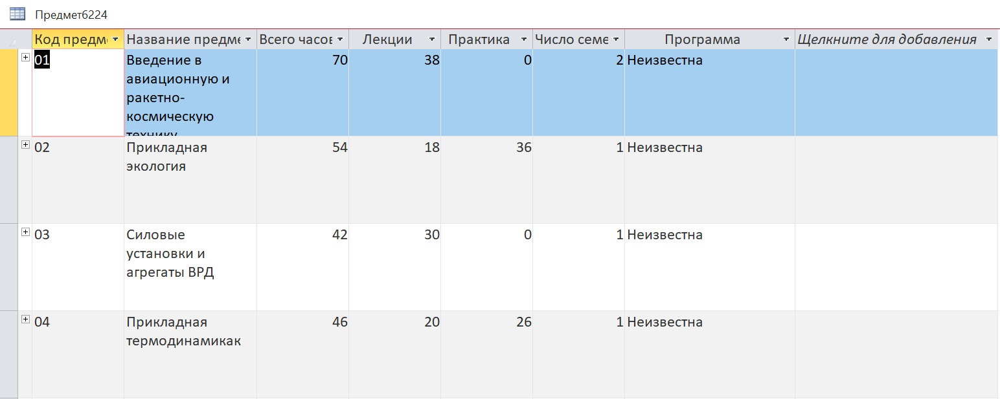 Предмет6224
Код предм Название предме Всего часов Лекции Практика Число семе Программа Щелкните для добавления
01 Введение в 70 38 0 2 Неизвестна
авиационную и
ракетно-
космическую
технику
02 Прикладная 54 18 36 1 Неизвестна
экология
03 Силовые 42 30 0 1 Неизвестна
установки и
агрегаты ВРД
04 Прикладная 46 20 26 1 Неизвестна
термодинамикак